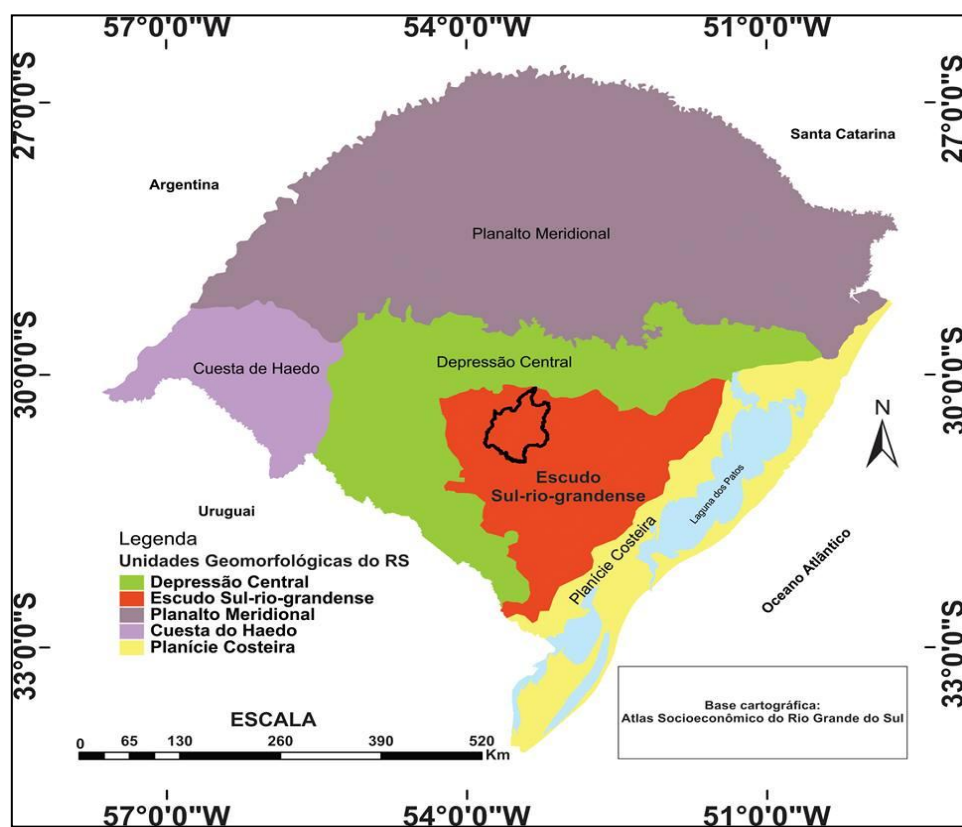 57°0'0"S
54°0'0"S
51°0'0"S
27°0'0"S
27°0'0"S
Santa Catarina
Argentina
Planalto Meridional
30°0'0"S
30°0'0"S
Cuesta de Haedo
Depressão Central
N
Escudo
Sul-rio-grandense
Laguna dos Patos
Uruguai
Planície Costeira
Oceano Atlântico
Legenda
Unidades Geomorfológicas do RS
Depressão Central
Escudo Sul-rio-grandense
Planalto Meridional
Cuesta do Haedo
Planície Costeira
33°0'0"S
33°0'0"S
Base cartográfica:
Atlas Socioeconômico do Rio Grande do Sul
ESCALA
0 65 130 260 390 520
Km
57°0'0"S
54°0'0"S
51°0'0"S